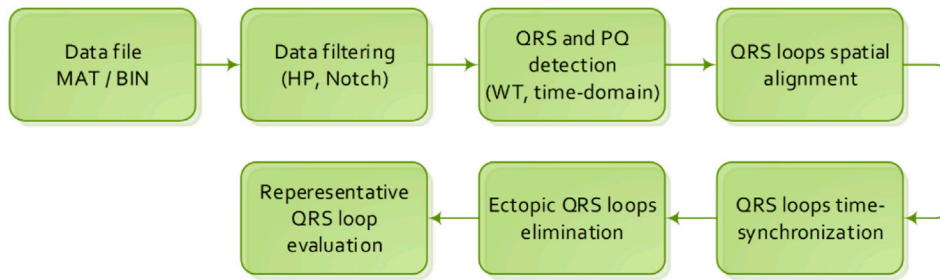 Data file
MAT / BIN
Data filtering
(HP, Notch)
QRS and PQ
detection
(WT, time-domain)
QRS loops spatial
alignment
QRS loops time-
synchronization
Ectopic QRS loops
elimination
Reperesentative
QRS loop
evaluation